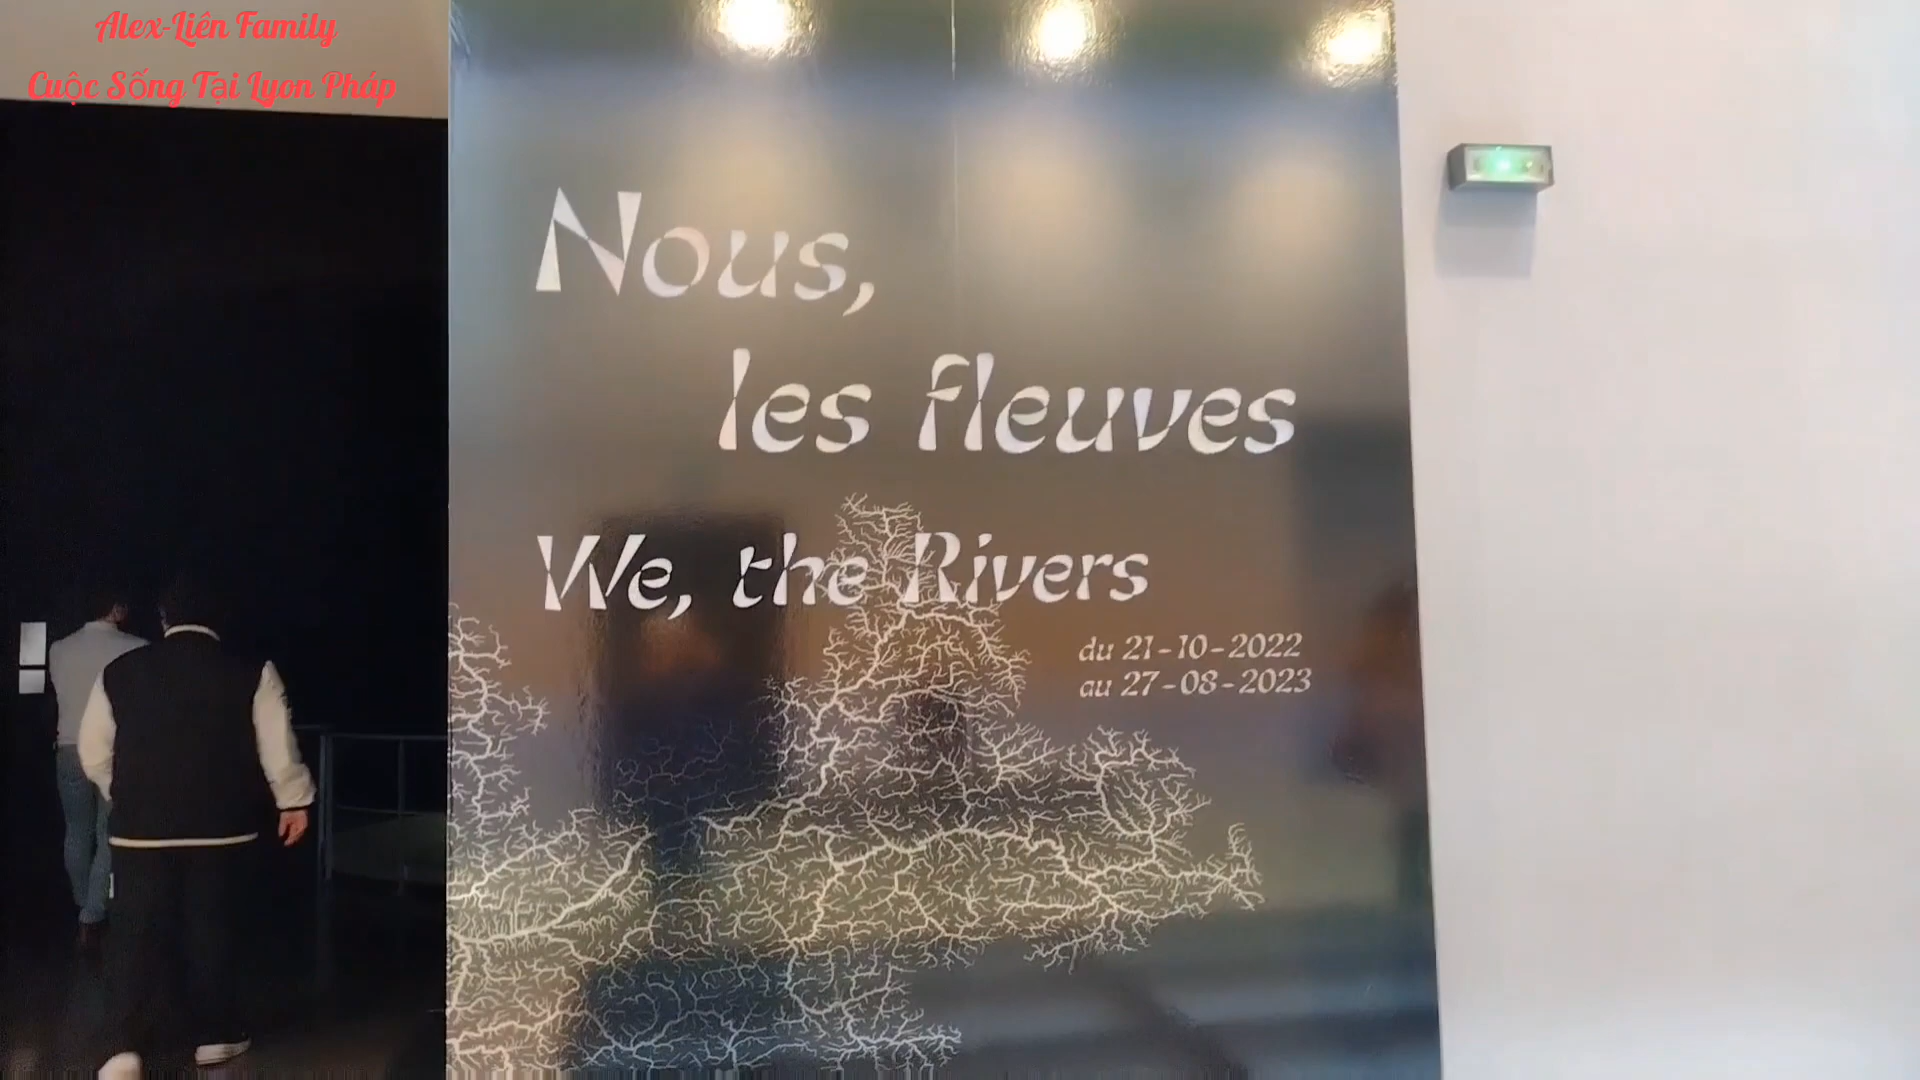 Alex-Liên Family
Cuộc Sống Tại Lyon Pháp
Nous,
les fleuves
We, the Rivers
du 21-10-2022
au 27-08-2023